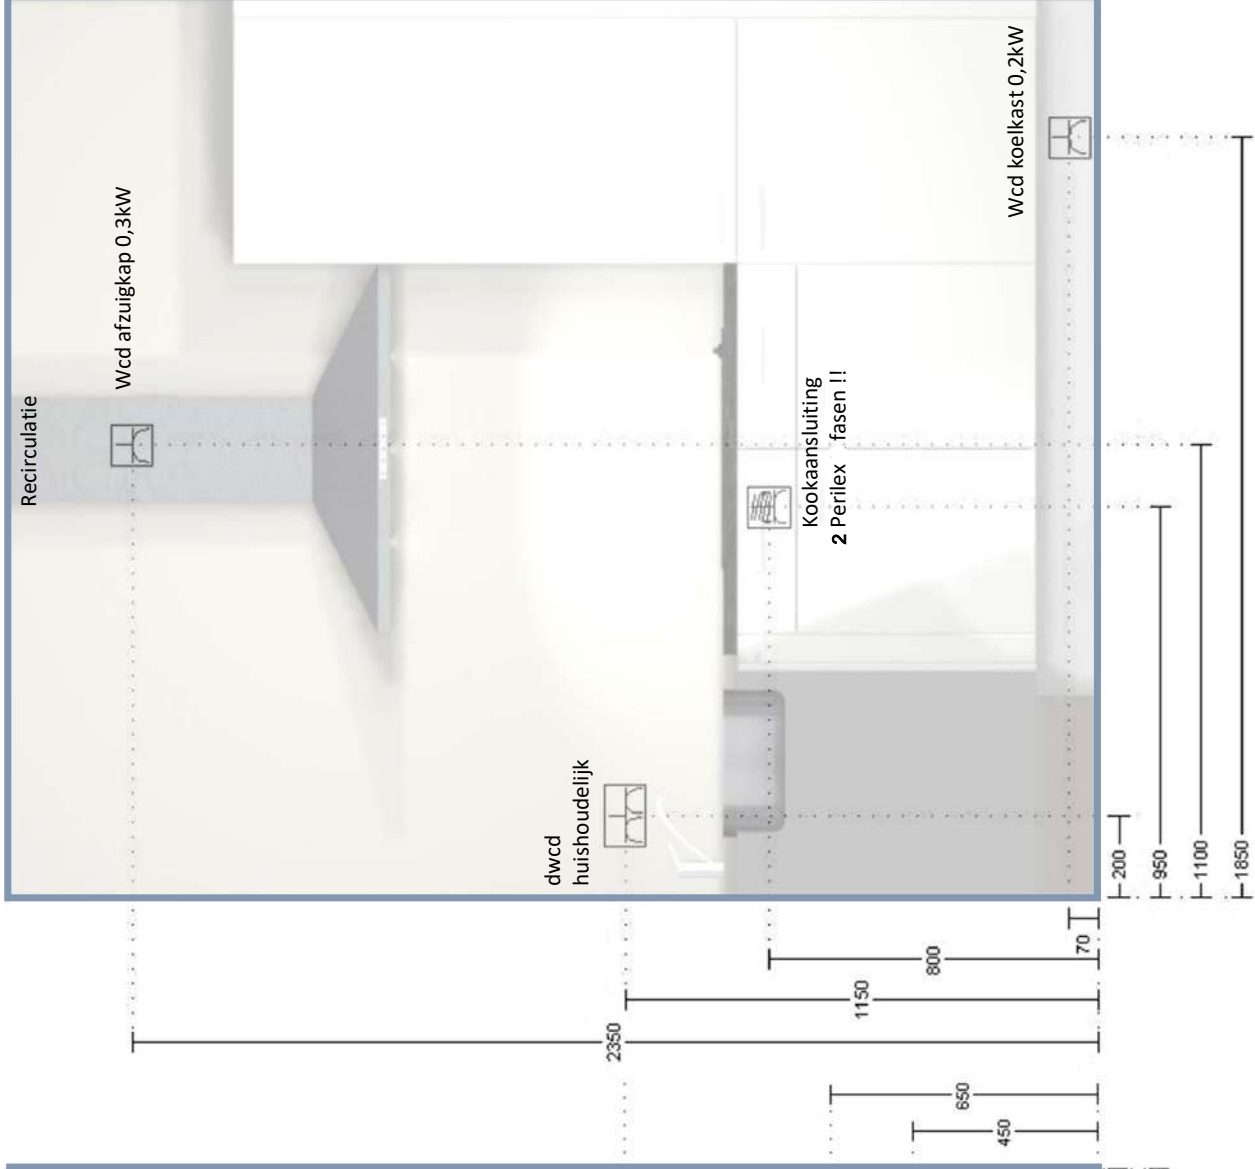 Recirculatie
Wcd afzuigkap 0,3kW
dwcd
huishoudelijk
Kookaansluiting
2 Perilex fasen !!
Wcd koelkast 0,2kW
2350
1150
800
70
650
450
200
950
1100
1850